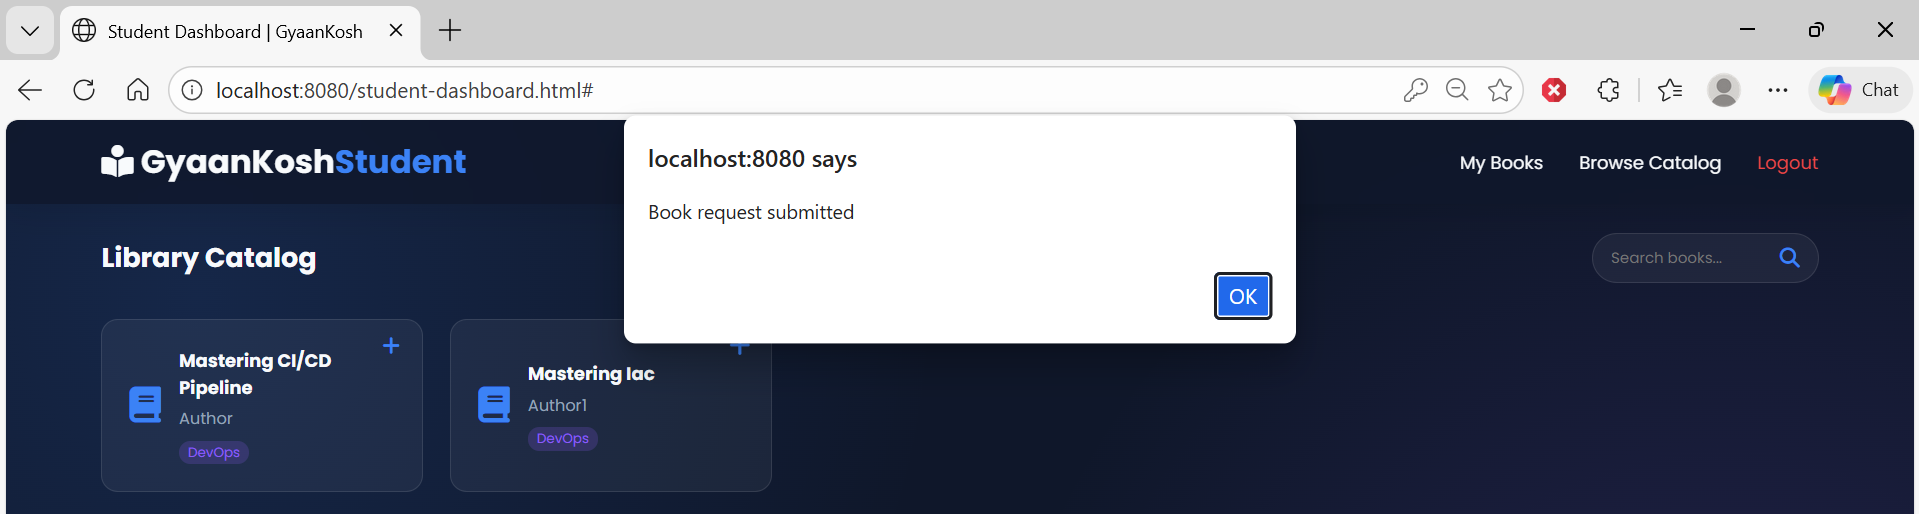 Student Dashboard | GyaanKosh
localhost:8080/student-dashboard.html#
Chat
GyaanKoshStudent
My Books
Browse Catalog
Logout
localhost:8080 says
Book request submitted
OK
Library Catalog
Search books...
Mastering CI/CD
Pipeline
Author
DevOps
Mastering Iac
Author1
DevOps